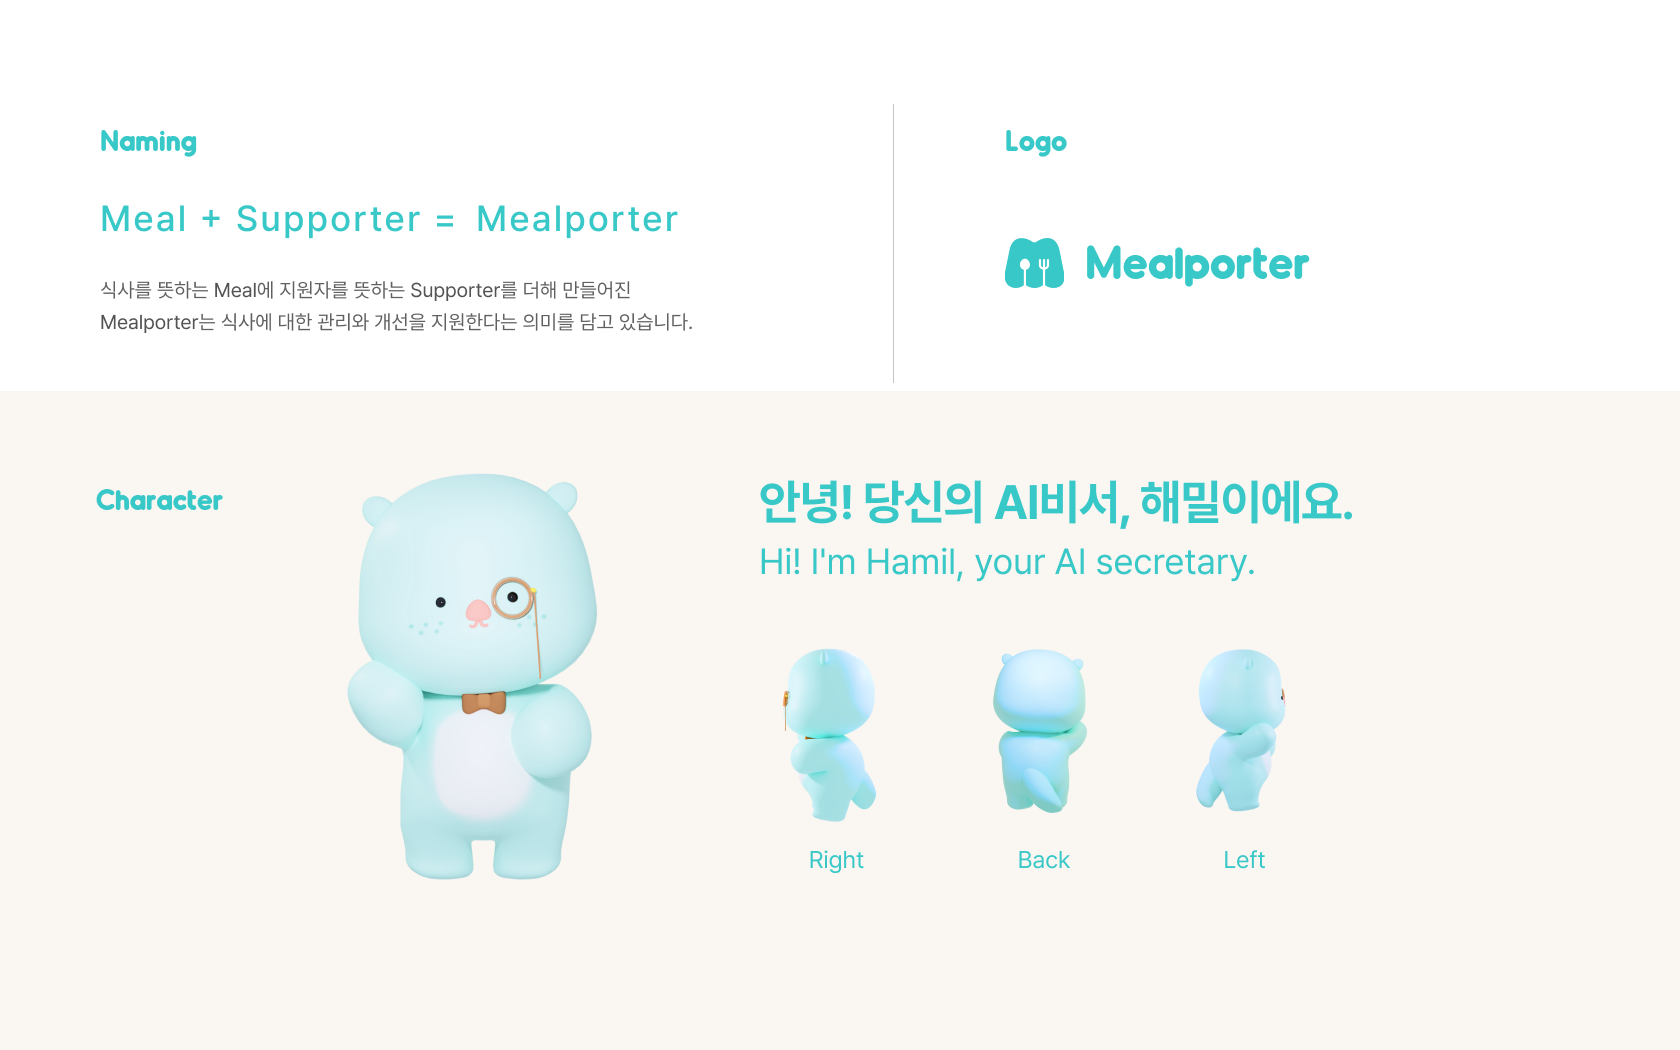 Naming
Meal + Supporter = Mealporter
식사를 뜻하는 Meal에 지원자를 뜻하는 Supporter를 더해 만들어진
Mealporter는 식사에 대한 관리와 개선을 지원한다는 의미를 담고 있습니다.
Logo
Mealporter
Character
안녕! 당신의 AI비서, 해밀이에요.
Hi! I'm Hamil, your AI secretary.
Right
Back
Left